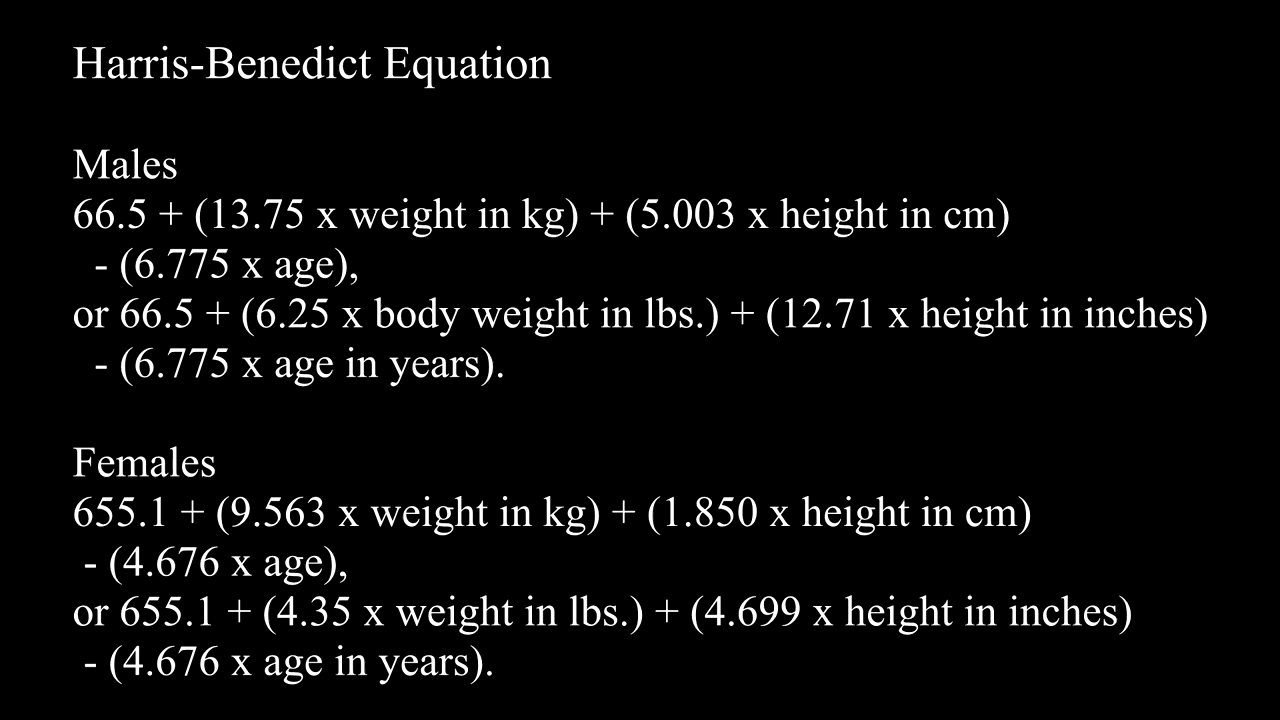 Harris-Benedict Equation
Males
66.5 + (13.75 x weight in kg) + (5.003 x height in cm)
- (6.775 x age),
or 66.5 + (6.25 x body weight in lbs.) + (12.71 x height in inches)
- (6.775 x age in years).
Females
655.1 + (9.563 x weight in kg) + (1.850 x height in cm)
- (4.676 x age),
or 655.1 + (4.35 x weight in lbs.) + (4.699 x height in inches)
- (4.676 x age in years).